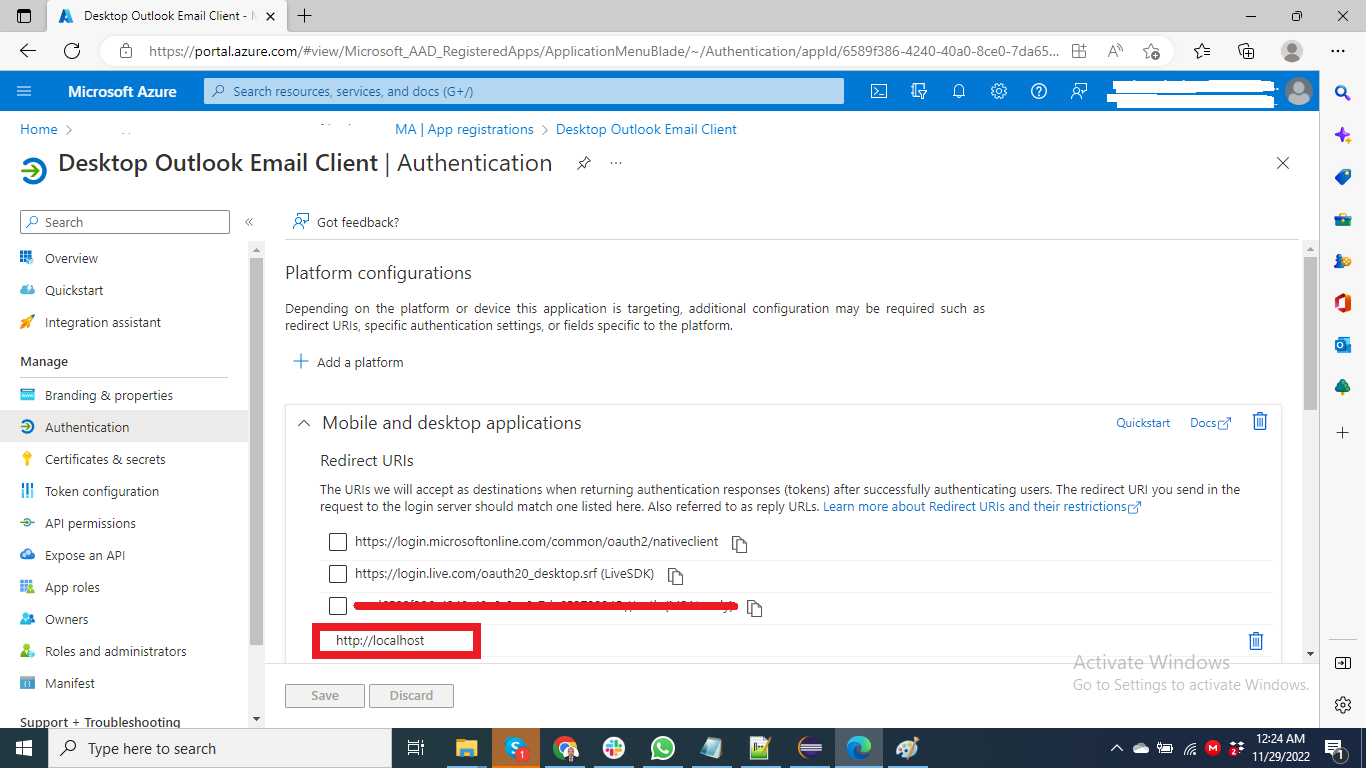 Desktop Outlook Email Client - M
https://portal.azure.com/#view/Microsoft_AAD_RegisteredApps/ApplicationMenuBlade/~/Authentication/appId/6589f386-4240-40a0-8ce0-7da65...
Microsoft Azure
Search resources, services, and docs (G+/)
Home > MA | App registrations > Desktop Outlook Email Client
Desktop Outlook Email Client | Authentication
Search
«
Got feedback?
Overview
Quickstart
Integration assistant
Manage
Branding & properties
Authentication
Certificates & secrets
Token configuration
API permissions
Expose an API
App roles
Owners
Roles and administrators
Manifest
Support + Troubleshooting
Platform configurations
Depending on the platform or device this application is targeting, additional configuration may be required such as
redirect URIs, specific authentication settings, or fields specific to the platform.
+ Add a platform
Mobile and desktop applications
Quickstart
Docs
Redirect URIs
The URIs we will accept as destinations when returning authentication responses (tokens) after successfully authenticating users. The redirect URI you send in the
request to the login server should match one listed here. Also referred to as reply URLs. Learn more about Redirect URIs and their restrictions
https://login.microsoftonline.com/common/oauth2/nativeclient
https://login.live.com/oauth20_desktop.srf (LiveSDK)
http://localhost
Save
Discard
Activate Windows
Go to Settings to activate Windows.
Type here to search
1
12:24 AM
11/29/2022
1